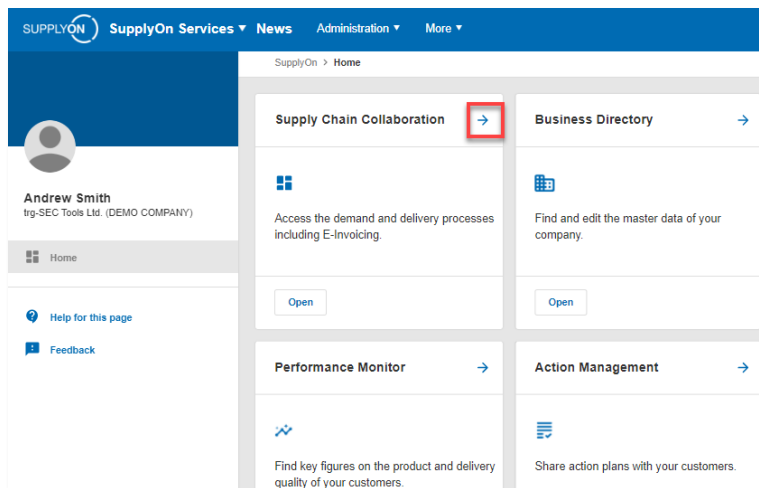 SUPPLYON SupplyOn Services News Administration More
SupplyOn > Home
Supply Chain Collaboration
Business Directory
Andrew Smith
trg-SEC Tools Ltd. (DEMO COMPANY)
Access the demand and delivery processes
including E-Invoicing.
Find and edit the master data of your
company.
Home
Open
Open
Help for this page
Feedback
Performance Monitor
Action Management
Find key figures on the product and delivery
quality of your customers.
Share action plans with your customers.